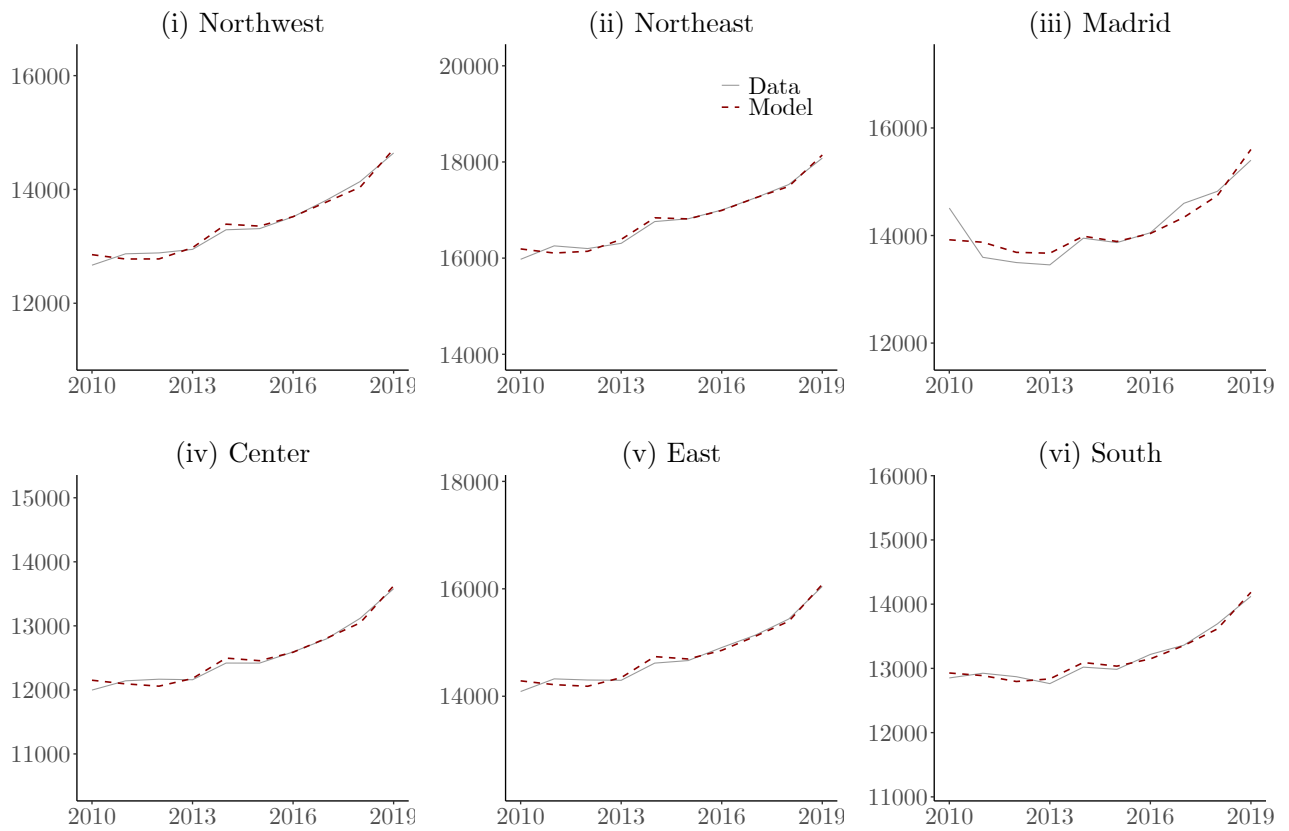 (i) Northwest
16000
14000
12000
2010 2013 2016 2019
(ii) Northeast
Data
Model
20000
18000
16000
14000
2010 2013 2016 2019
(iii) Madrid
16000
14000
12000
2010 2013 2016 2019
(iv) Center
15000
14000
13000
12000
11000
2010 2013 2016 2019
(v) East
18000
16000
14000
2010 2013 2016 2019
(vi) South
16000
15000
14000
13000
12000
11000
2010 2013 2016 2019